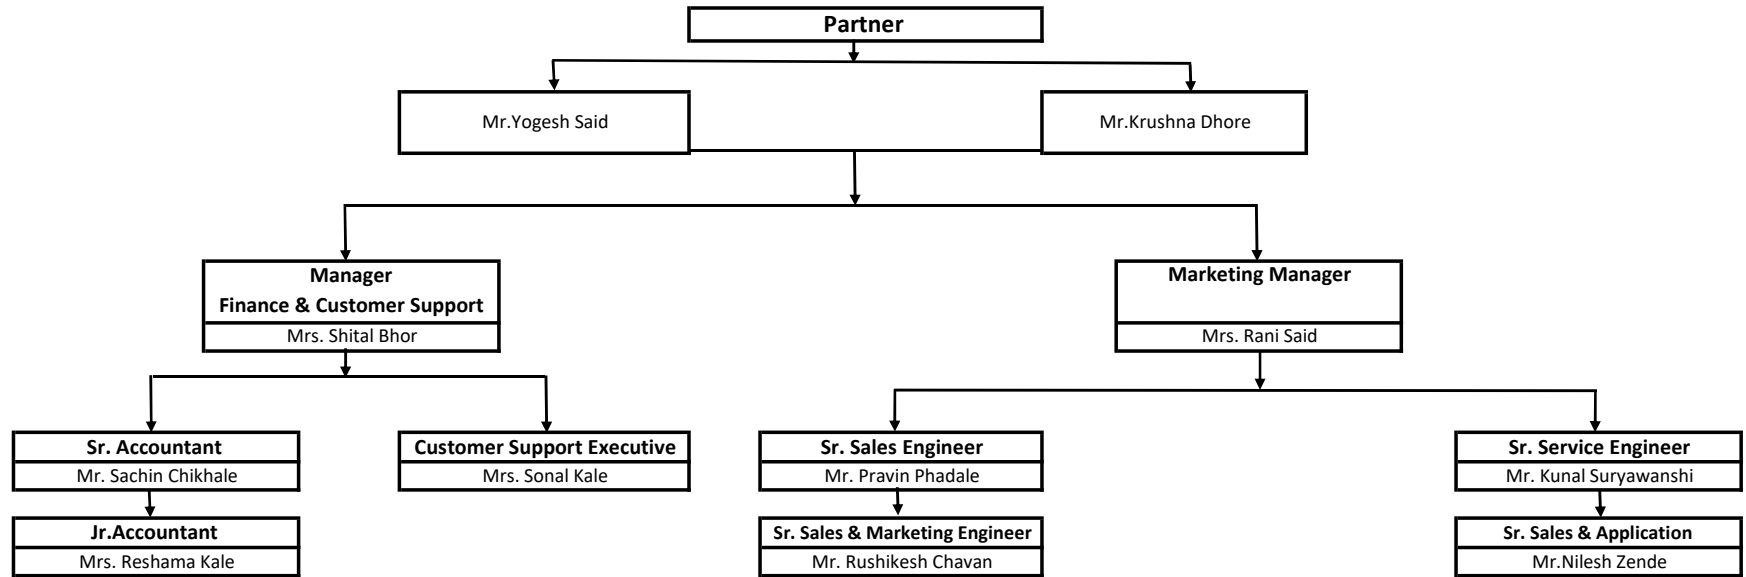 Partner
Mr.Yogesh Said
Mr.Krushna Dhore
Manager
Finance & Customer Support
Mrs. Shital Bhor
Marketing Manager
Mrs. Rani Said
Sr. Accountant
Mr. Sachin Chikhale
Customer Support Executive
Mrs. Sonal Kale
Sr. Sales Engineer
Mr. Pravin Phadale
Sr. Service Engineer
Mr. Kunal Suryawanshi
Jr.Accountant
Mrs. Reshama Kale
Sr. Sales & Marketing Engineer
Mr. Rushikesh Chavan
Sr. Sales & Application
Mr.Nilesh Zende